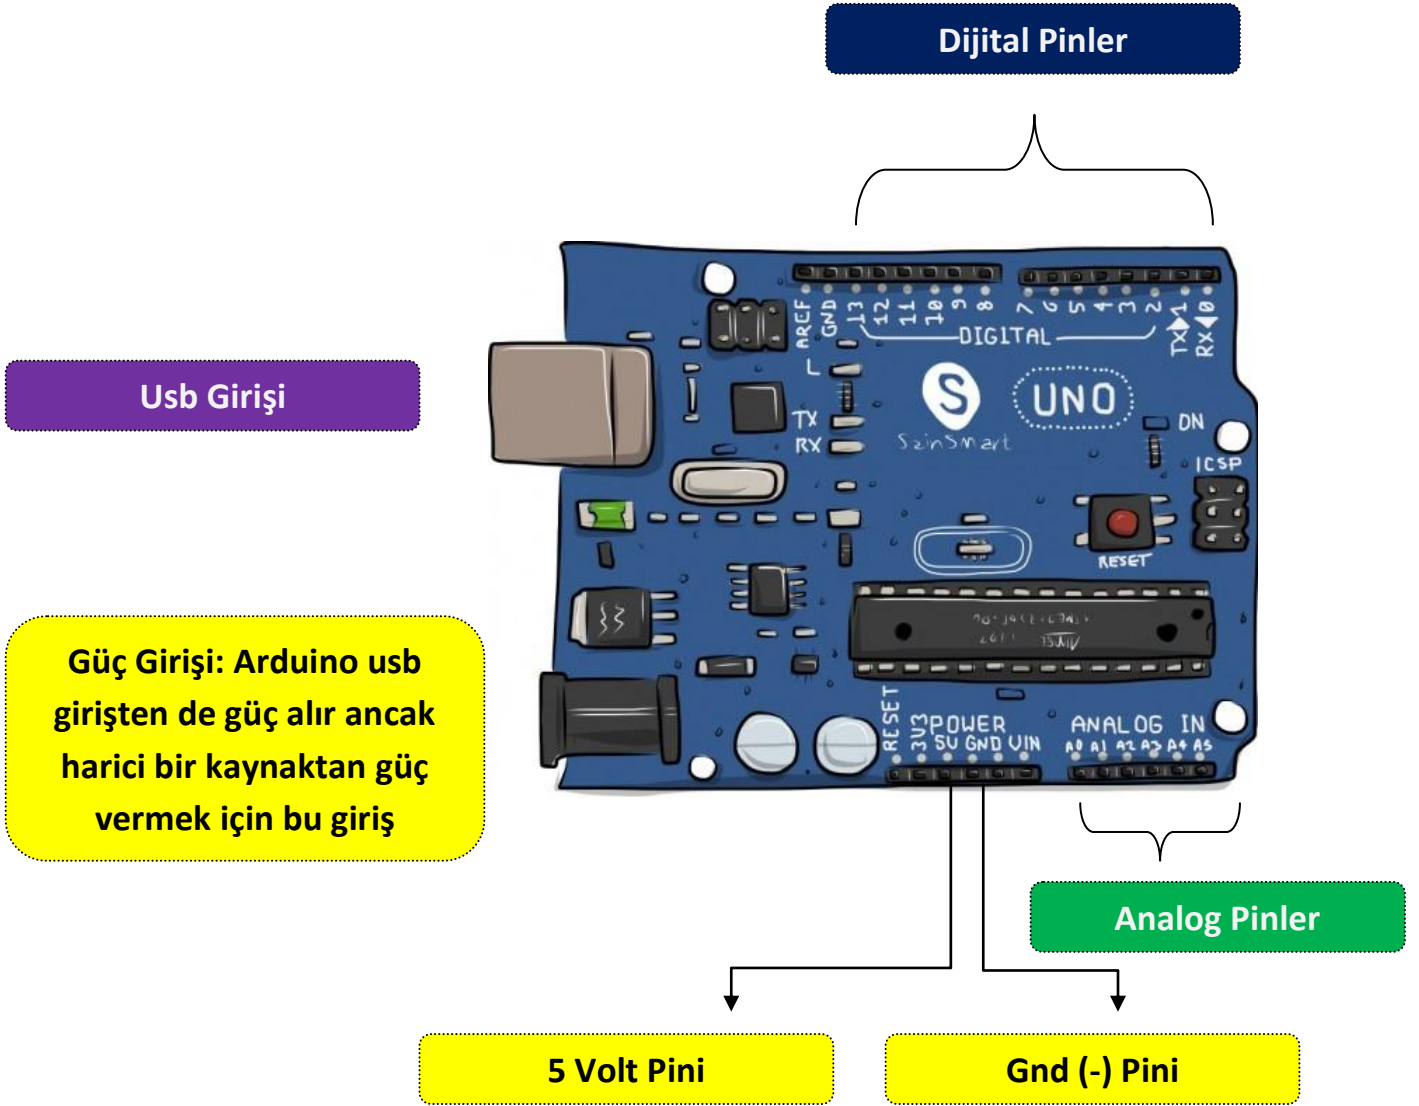 Dijital Pinler
AREF
GND
13
12
11
10
9
8
7
6
5
4
3
2
TX▶1
RX◀0
DIGITAL
L
Usb Girişi
TX
RX
S
SainSmart
UNO
ON
ICSP
RESET
ATMEL
Güç Girişi: Arduino usb
girişten de güç alır ancak
harici bir kaynaktan güç
vermek için bu giriş
RESET
3V3
POWER
5V GND VIN
ANALOG IN
A0 A1 A2 A3 A4 A5
Analog Pinler
5 Volt Pini
Gnd (-) Pini